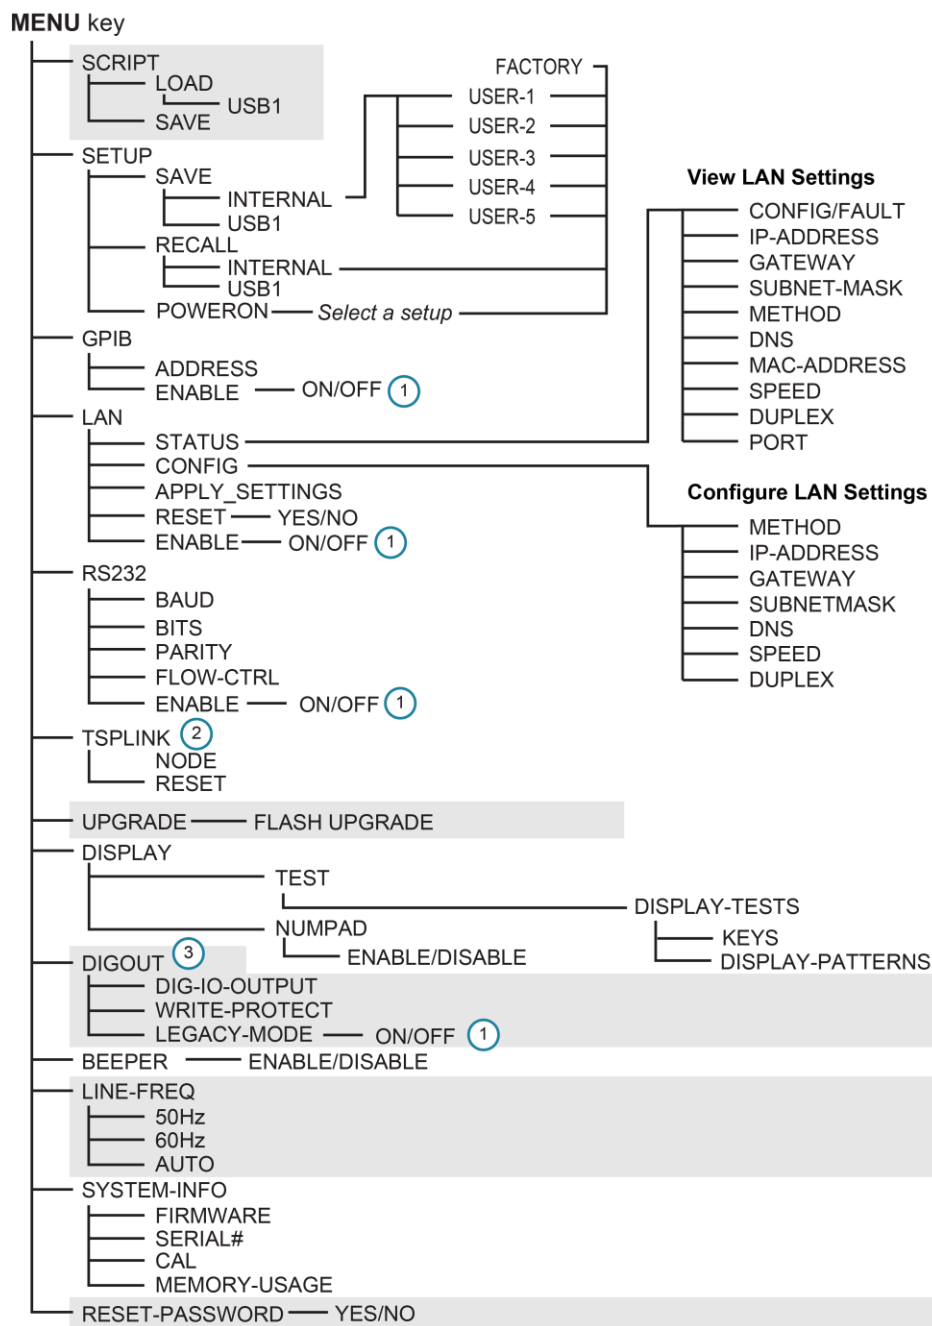 MENU key
SCRIPT
LOAD
USB1
SAVE
SETUP
SAVE
INTERNAL
USB1
RECALL
INTERNAL
USB1
POWERON
Select a setup
FACTORY
USER-1
USER-2
USER-3
USER-4
USER-5
GPIB
ADDRESS
ENABLE ON/OFF 1
LAN
STATUS
CONFIG
APPLY_SETTINGS
RESET YES/NO
ENABLE ON/OFF 1
View LAN Settings
CONFIG/FAULT
IP-ADDRESS
GATEWAY
SUBNET-MASK
METHOD
DNS
MAC-ADDRESS
SPEED
DUPLEX
PORT
Configure LAN Settings
METHOD
IP-ADDRESS
GATEWAY
SUBNETMASK
DNS
SPEED
DUPLEX
RS232
BAUD
BITS
PARITY
FLOW-CTRL
ENABLE ON/OFF 1
TSPLINK 2
NODE
RESET
UPGRADE FLASH UPGRADE
DISPLAY
TEST
DISPLAY-TESTS
KEYS
DISPLAY-PATTERNS
NUMPAD
ENABLE/DISABLE
DIGOUT 3
DIG-IO-OUTPUT
WRITE-PROTECT
LEGACY-MODE ON/OFF 1
BEEPER ENABLE/DISABLE
LINE-FREQ
50Hz
60Hz
AUTO
SYSTEM-INFO
FIRMWARE
SERIAL#
CAL
MEMORY-USAGE
RESET-PASSWORD YES/NO